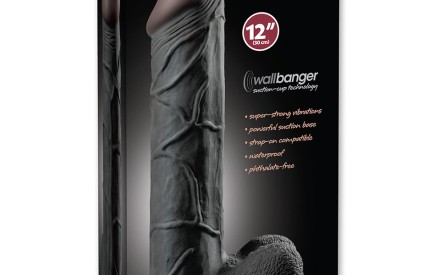 12"
(30 cm)
wallbanger
suction-cup technology
• super-strong vibrations
• powerful suction base
• strap-on compatible
• waterproof
• phthalate-free